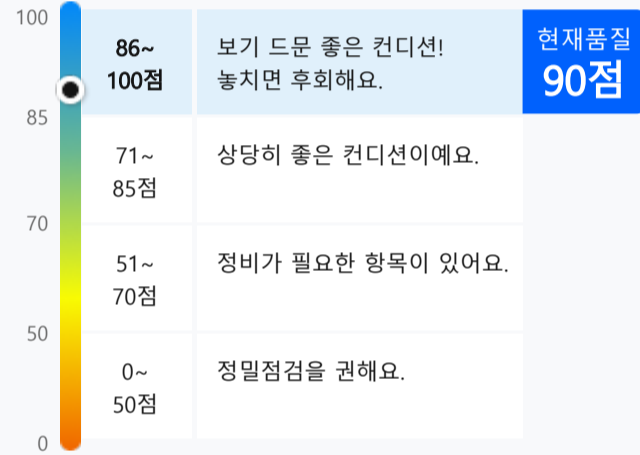 100
85
70
50
0
86~
100점
보기 드문 좋은 컨디션!
놓치면 후회해요.
현재품질
90점
71~
85점
상당히 좋은 컨디션이예요.
51~
70점
정비가 필요한 항목이 있어요.
0~
50점
정밀점검을 권해요.